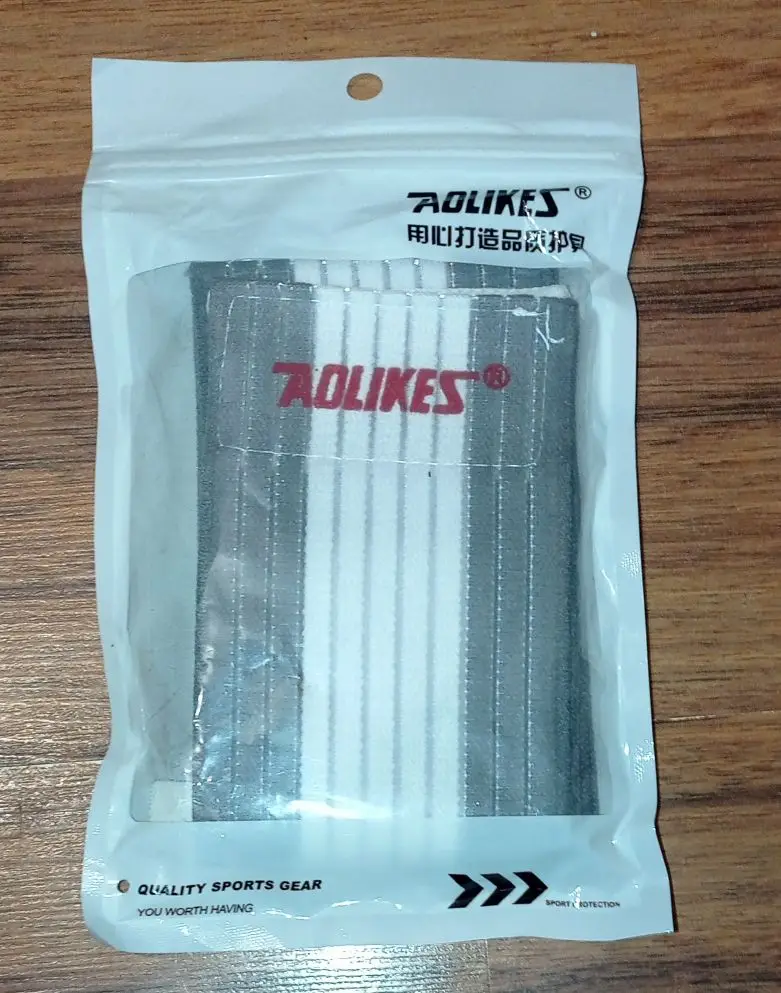 AOLIKES®
用心打造品质护具
AOLIKES®
QUALITY SPORTS GEAR
YOU WORTH HAVING
SPORT PROTECTION